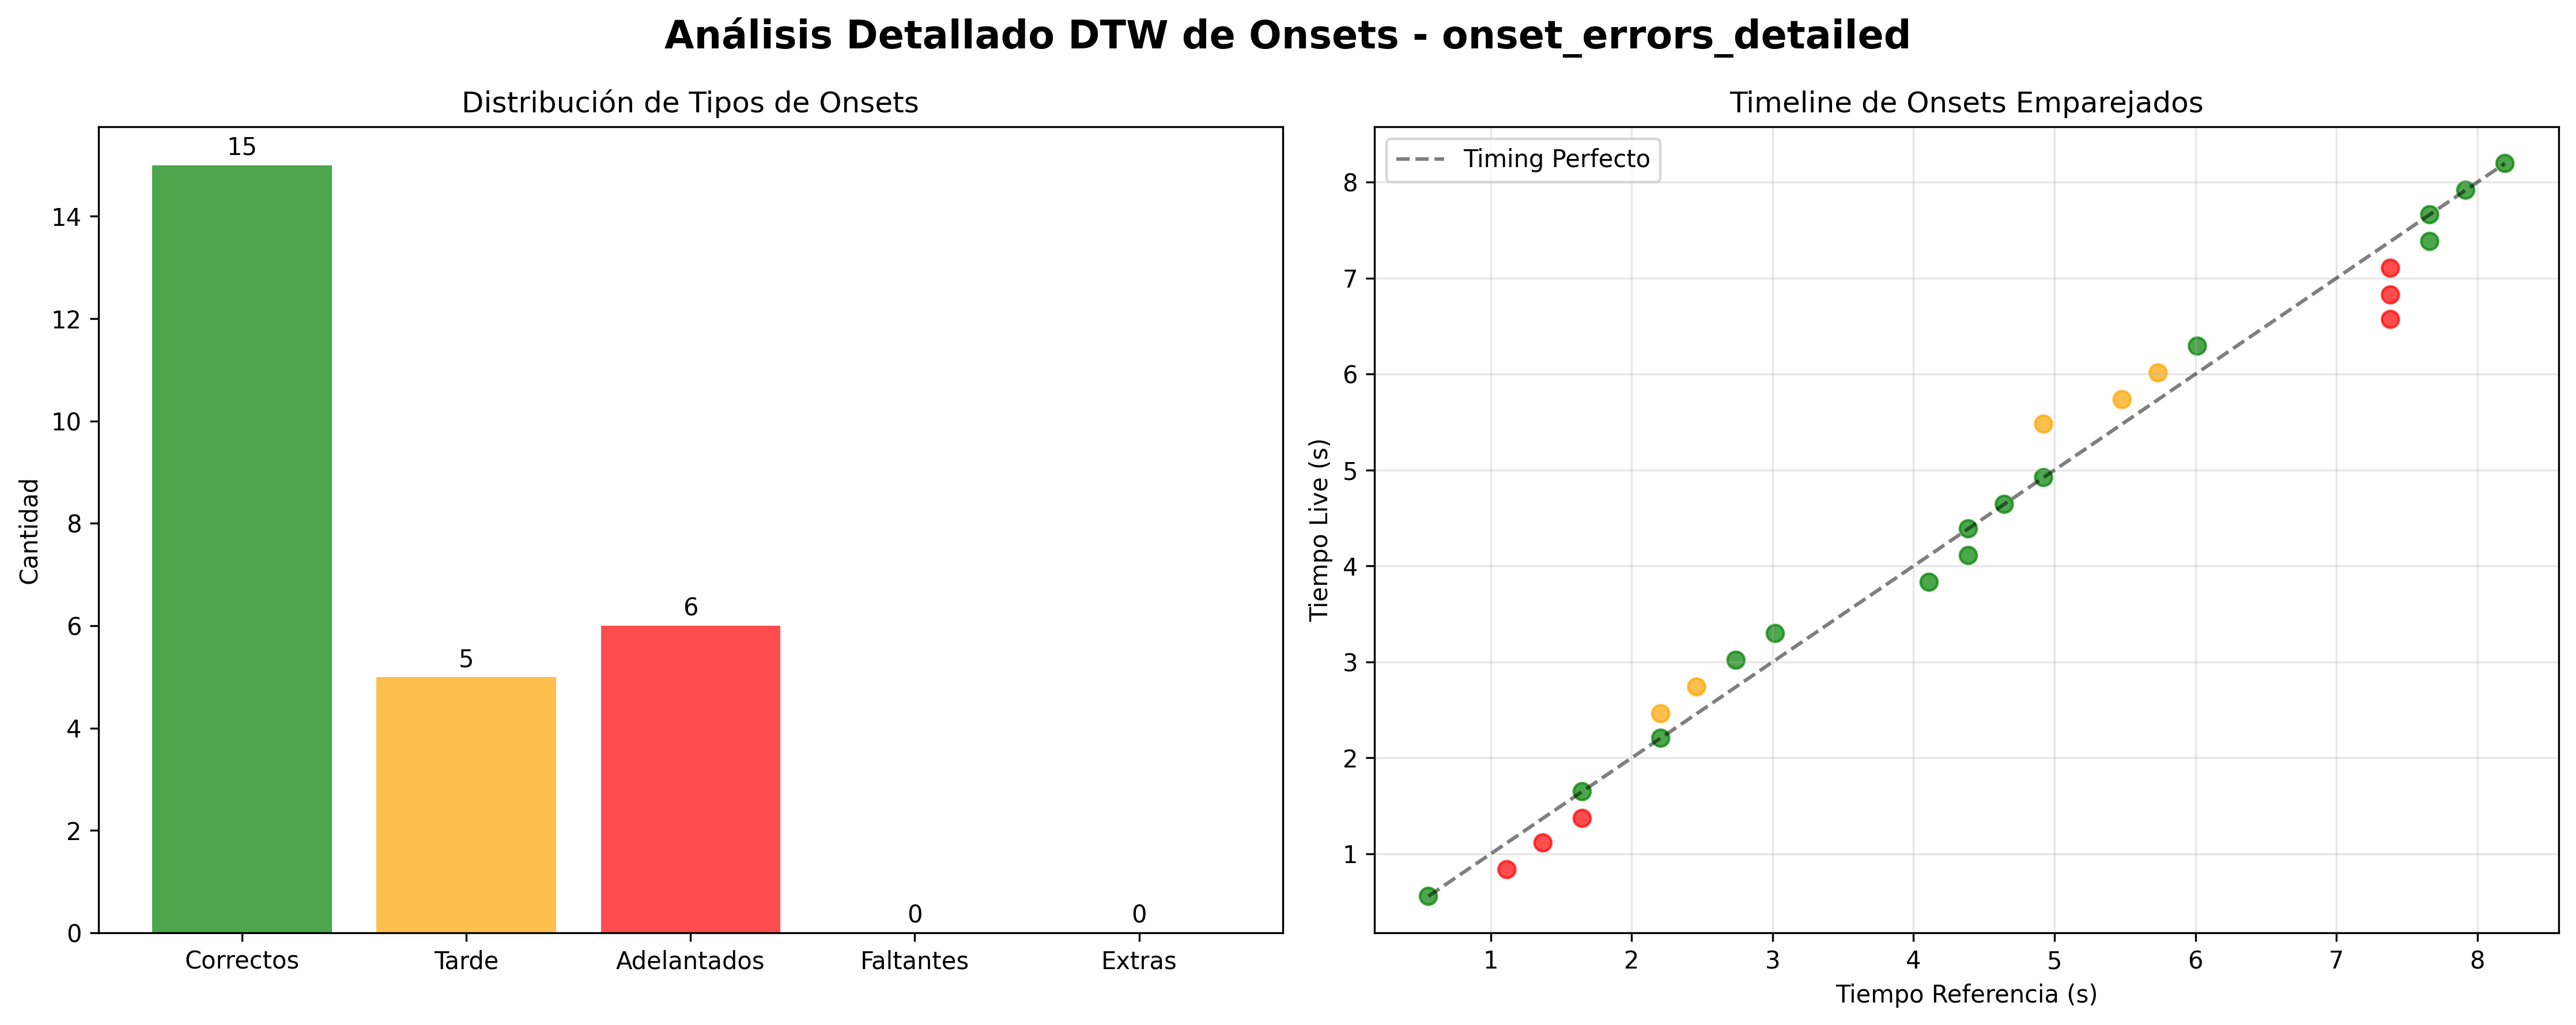 Análisis Detallado DTW de Onsets - onset_errors_detailed
Distribución de Tipos de Onsets
Cantidad
14
12
10
8
6
4
2
0
15
5
6
0
0
Correctos
Tarde
Adelantados
Faltantes
Extras
Timeline de Onsets Emparejados
Timing Perfecto
Tiempo Live (s)
8
7
6
5
4
3
2
1
1
2
3
4
5
6
7
8
Tiempo Referencia (s)